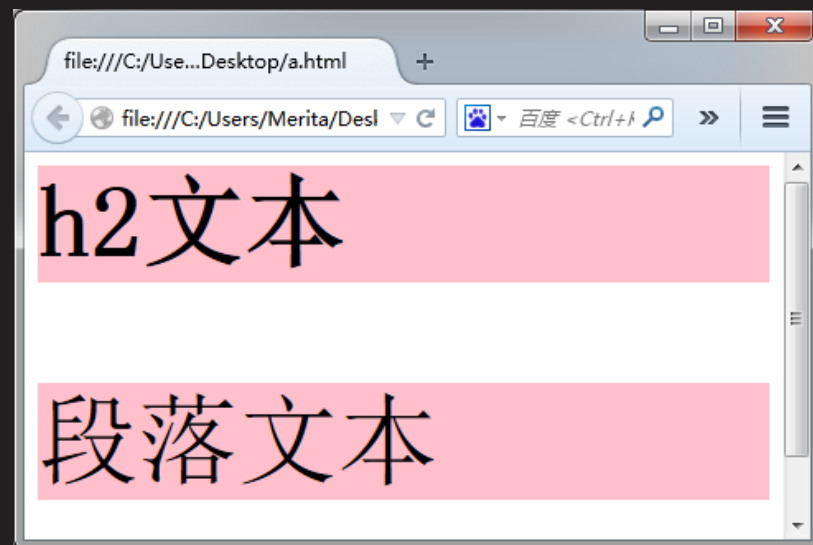 file:///C:/Use...Desktop/a.html
file:///C:/Users/Merita/Desl
百度 <Ctrl+k
h2文本
段落文本